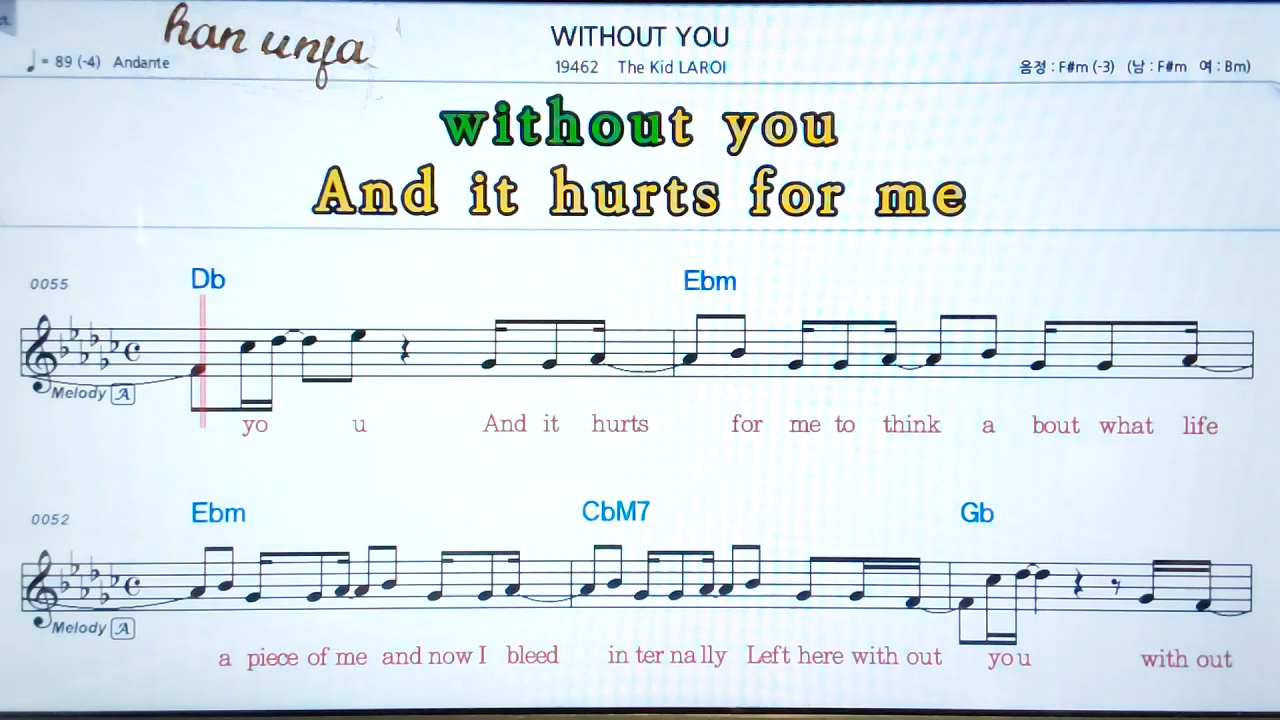 han unja
WITHOUT YOU
♩ = 89 (-4) Andante
19462 The Kid LAROI
음정 : F#m (-3) (남 : F#m 여 : Bm)
without you
And it hurts for me
0055
Db Ebm
Melody A
yo u And it hurts for me to think a bout what life
0052
Ebm CbM7 Gb
Melody A
a piece of me and now I bleed in ter na lly Left here with out you with out